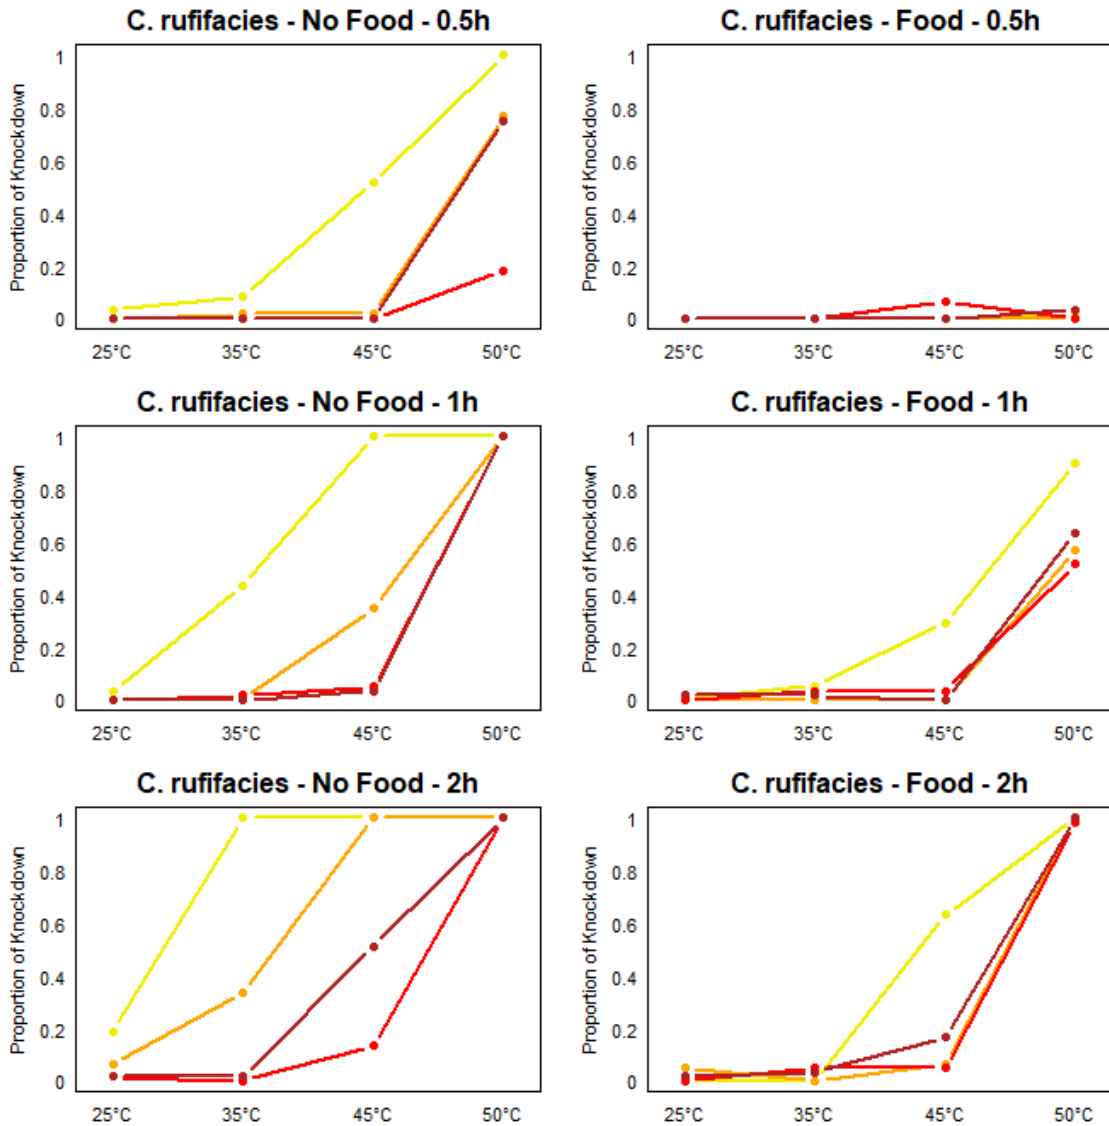 C. rufifacies - No Food - 0.5h
Proportion of Knockdown
1
0.8
0.6
0.4
0.2
0
25°C 35°C 45°C 50°C
C. rufifacies - Food - 0.5h
Proportion of Knockdown
1
0.8
0.6
0.4
0.2
0
25°C 35°C 45°C 50°C
C. rufifacies - No Food - 1h
Proportion of Knockdown
1
0.8
0.6
0.4
0.2
0
25°C 35°C 45°C 50°C
C. rufifacies - Food - 1h
Proportion of Knockdown
1
0.8
0.6
0.4
0.2
0
25°C 35°C 45°C 50°C
C. rufifacies - No Food - 2h
Proportion of Knockdown
1
0.8
0.6
0.4
0.2
0
25°C 35°C 45°C 50°C
C. rufifacies - Food - 2h
Proportion of Knockdown
1
0.8
0.6
0.4
0.2
0
25°C 35°C 45°C 50°C